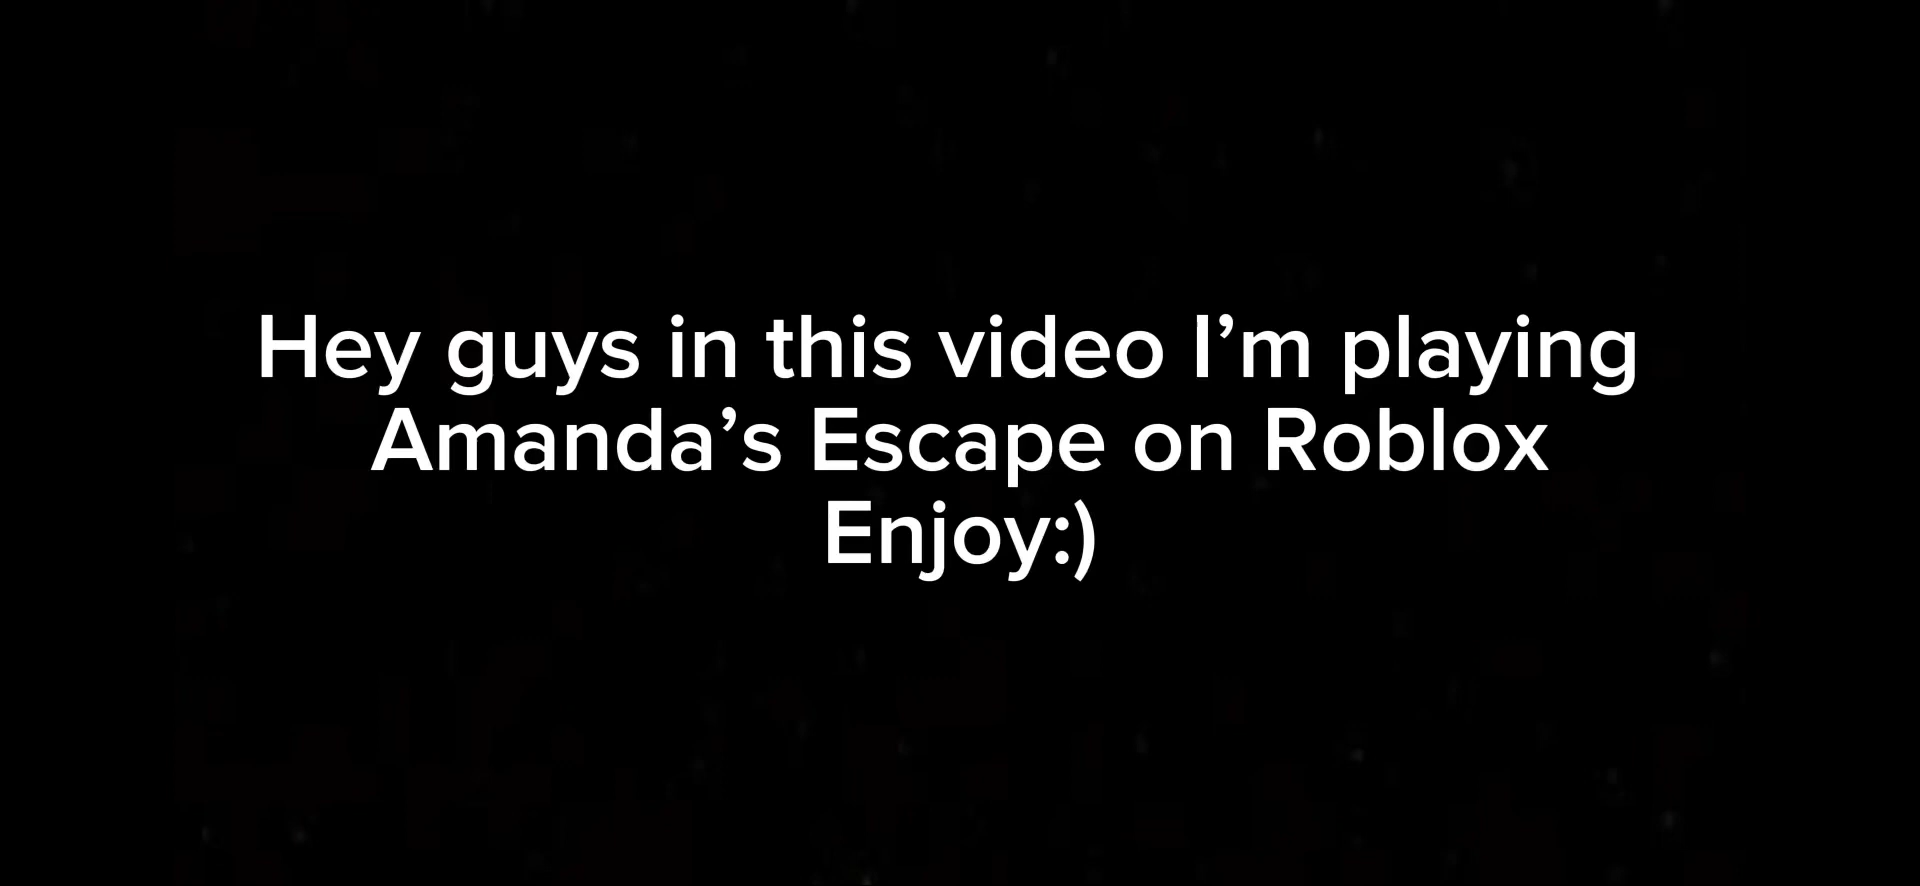 Hey guys in this video I’m playing
Amanda’s Escape on Roblox
Enjoy:)